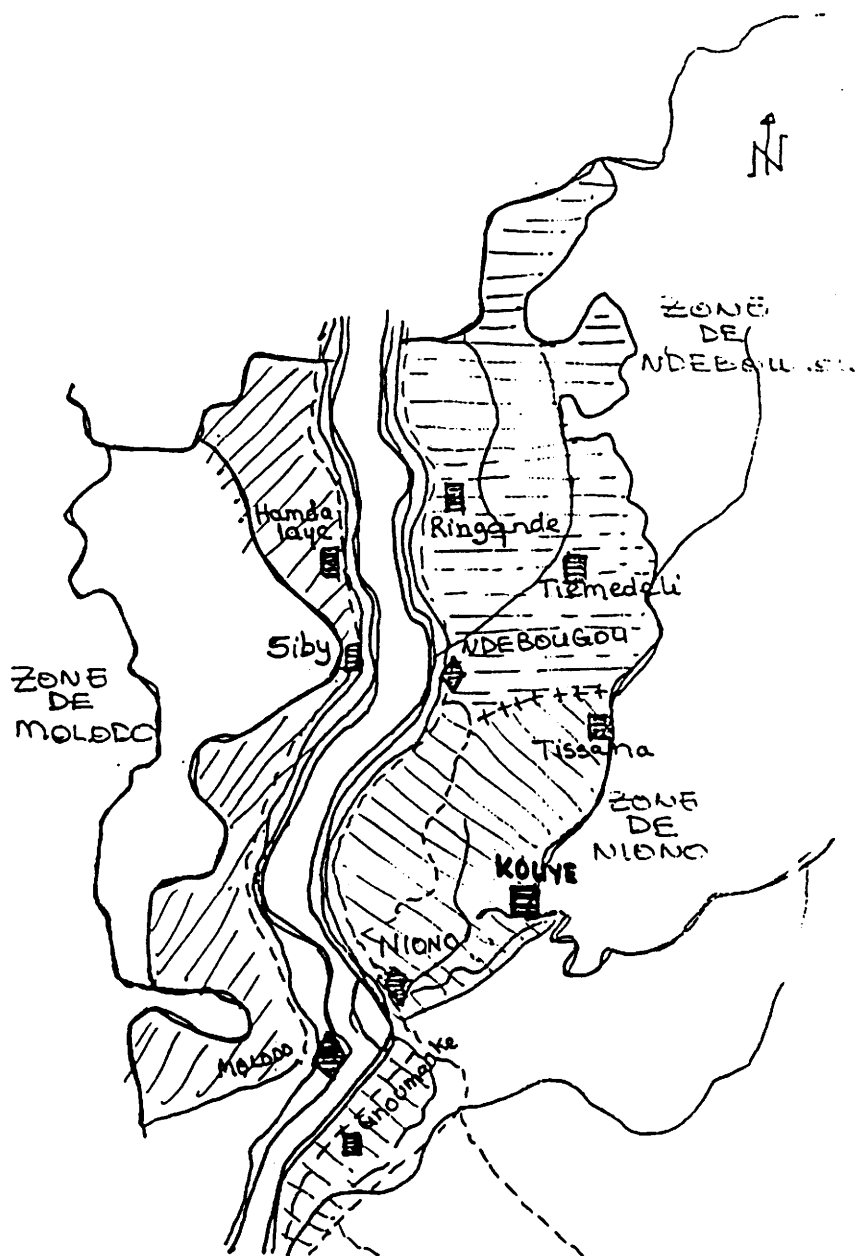 N
ZONE
DE
Hamda
laye
Ringande
Tiemedeli
Siby
NDEBOUGOU
ZONE
DE
MOLODO
Tissana
ZONE
DE
NIONO
KOUYE
NIONO
MOLODO